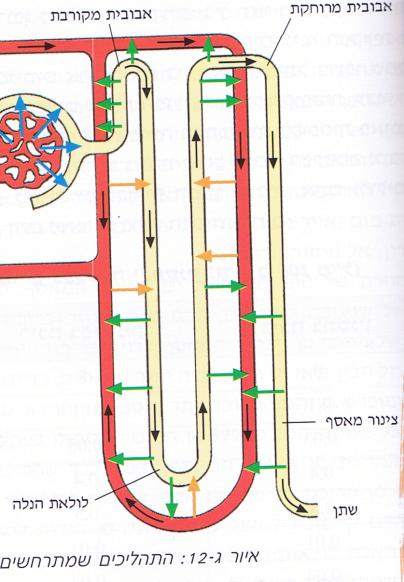 אבובית מרוחקת
אבובית מקורבת
צינור מאסף
לולאת הנלה
שתן
איור ג-12: התהליכים שמתרחשים